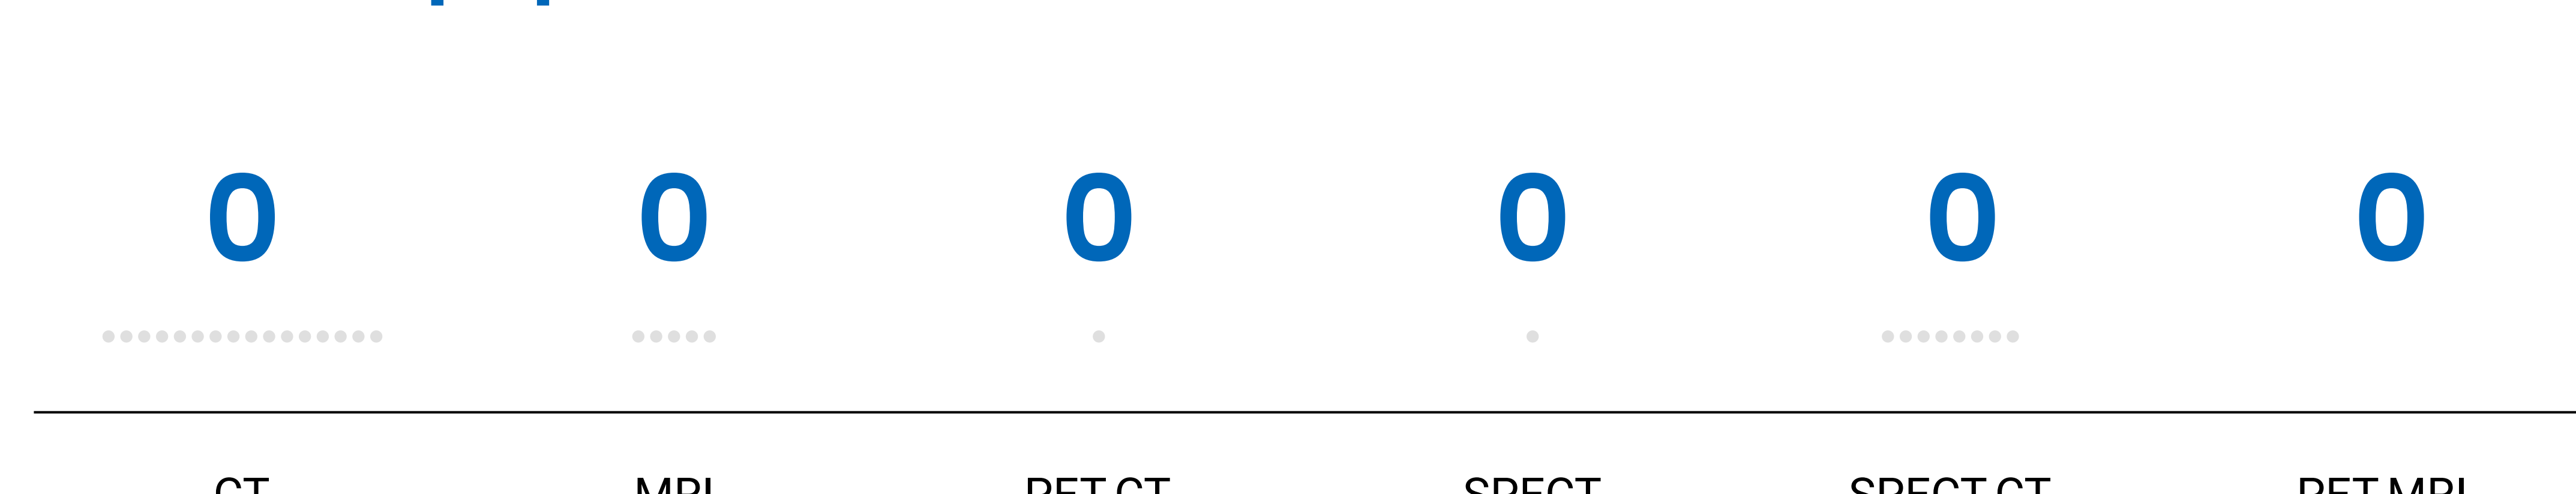 0 0 0 0 0 0
CT MRI PET-CT SPECT SPECT-CT PET-MRI